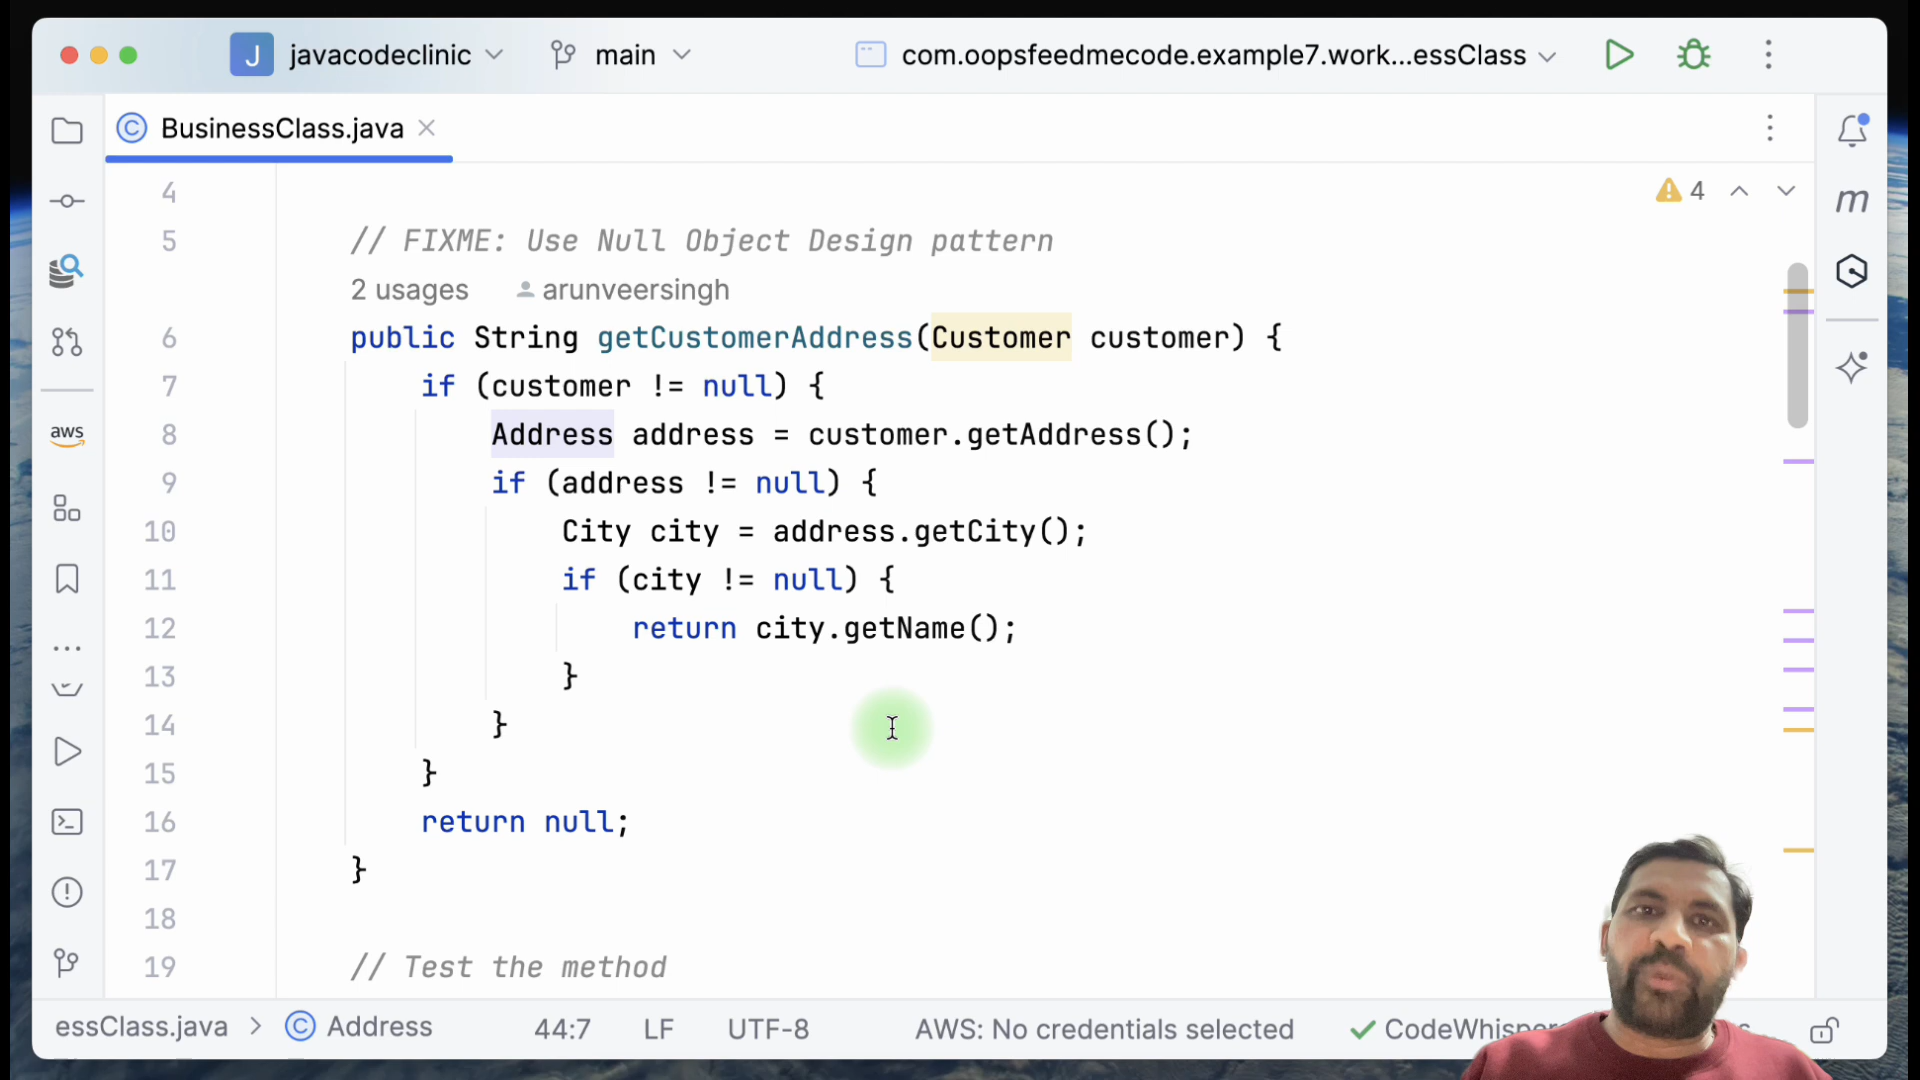 J javacodeclinic main com.oopsfeedmecode.example7.work...essClass
BusinessClass.java
4
4
5 // FIXME: Use Null Object Design pattern
2 usages arunveersingh
6 public String getCustomerAddress(Customer customer) {
7 if (customer != null) {
8 Address address = customer.getAddress();
9 if (address != null) {
10 City city = address.getCity();
11 if (city != null) {
12 return city.getName();
13 }
14 }
15 }
16 return null;
17 }
18
19 // Test the method
aws
m
essClass.java > C Address 44:7 LF UTF-8 AWS: No credentials selected